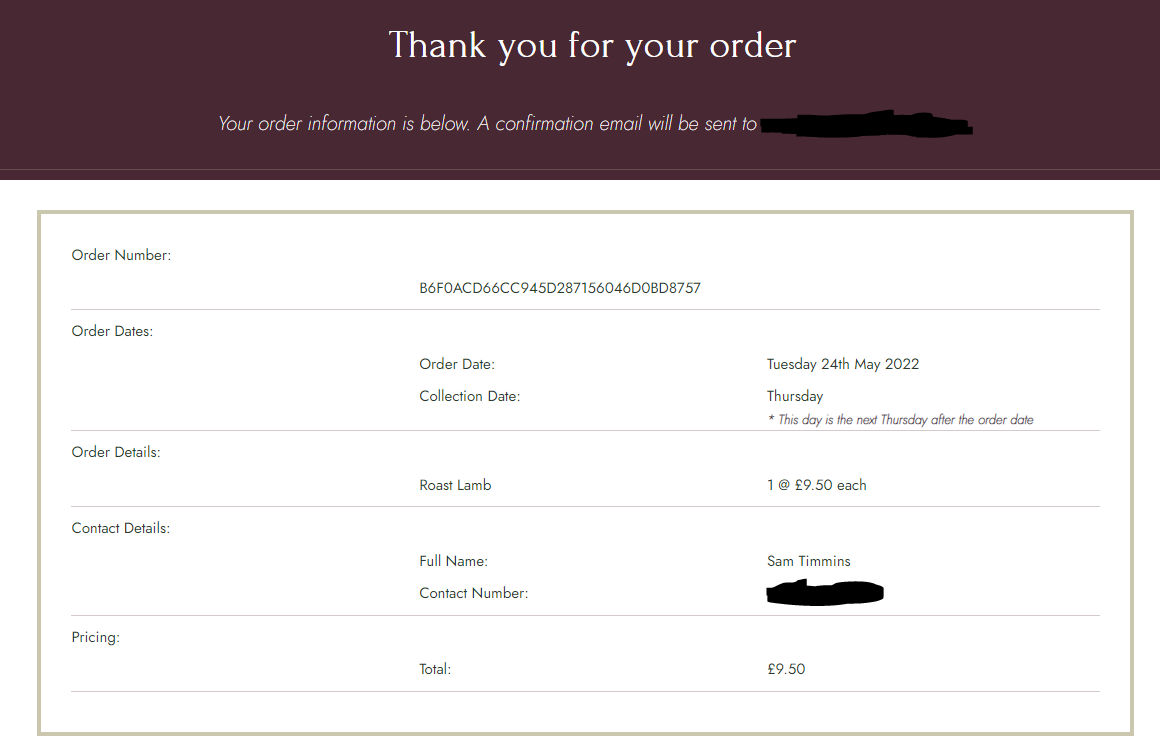 Thank you for your order
Your order information is below. A confirmation email will be sent to
Order Number:
B6F0ACD66CC945D287156046D0BD8757
Order Dates:
Order Date: Tuesday 24th May 2022
Collection Date: Thursday
* This day is the next Thursday after the order date
Order Details:
Roast Lamb 1 @ £9.50 each
Contact Details:
Full Name: Sam Timmins
Contact Number:
Pricing:
Total: £9.50